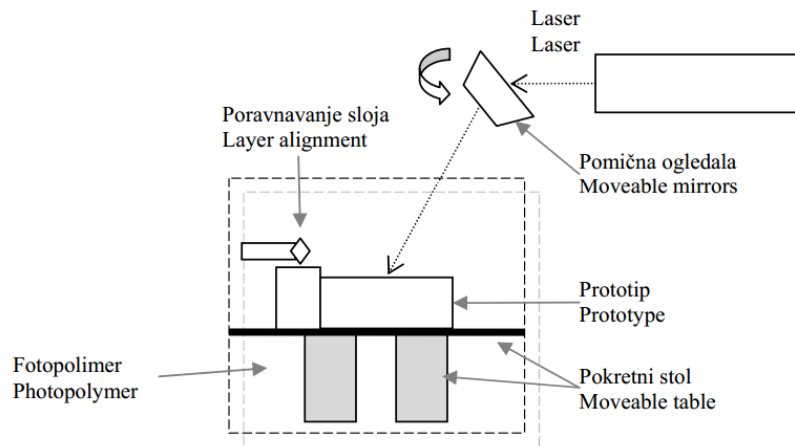 Laser
Laser
Poravnavanje sloja
Layer alignment
Pomična ogledala
Moveable mirrors
Prototip
Prototype
Fotopolimer
Photopolymer
Pokretni stol
Moveable table